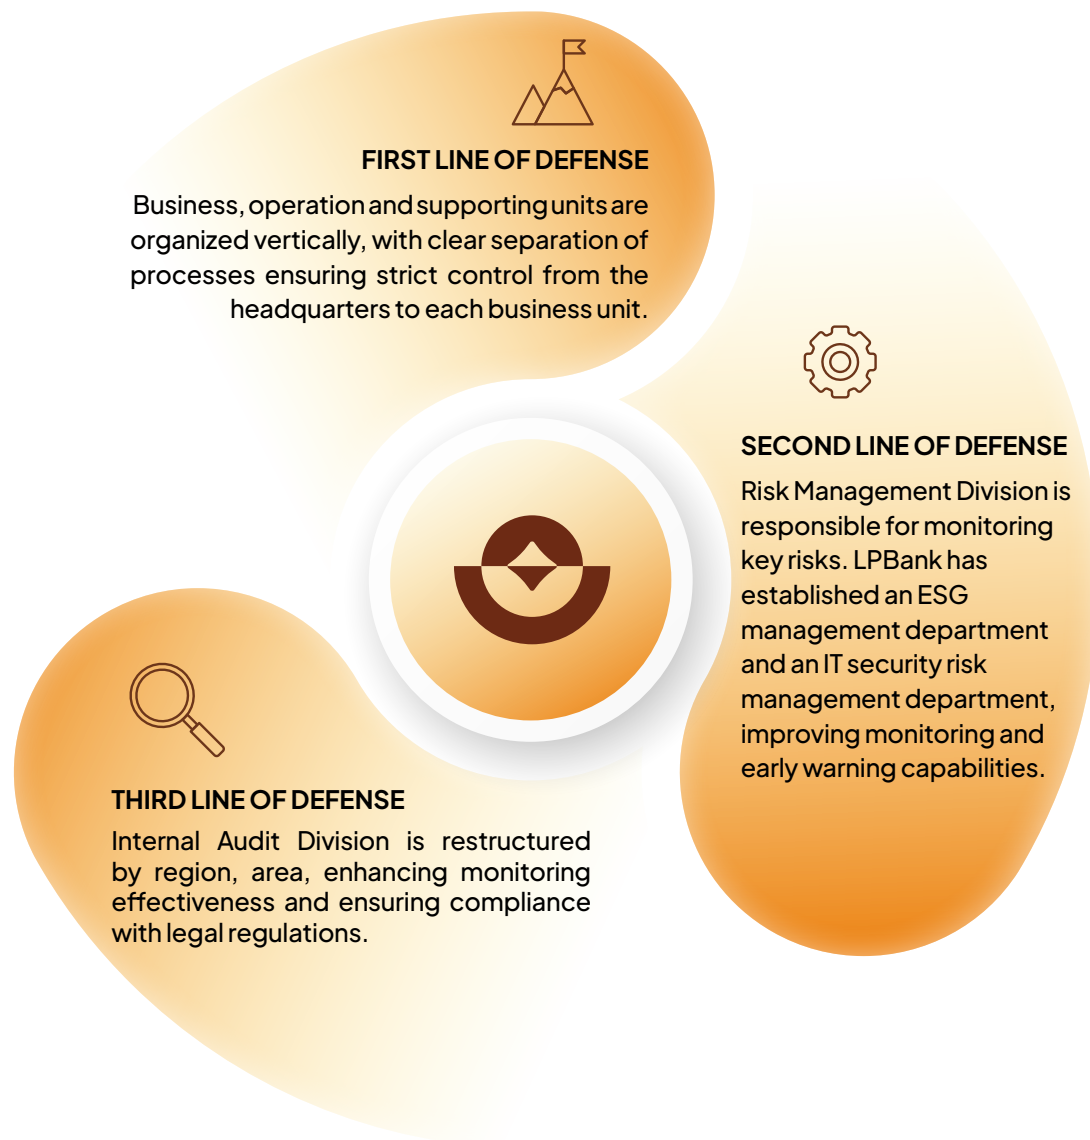 FIRST LINE OF DEFENSE
Business, operation and supporting units are
organized vertically, with clear separation of
processes ensuring strict control from the
headquarters to each business unit.
SECOND LINE OF DEFENSE
Risk Management Division is
responsible for monitoring
key risks. LPBank has
established an ESG
management department
and an IT security risk
management department,
improving monitoring and
early warning capabilities.
THIRD LINE OF DEFENSE
Internal Audit Division is restructured
by region, area, enhancing monitoring
effectiveness and ensuring compliance
with legal regulations.